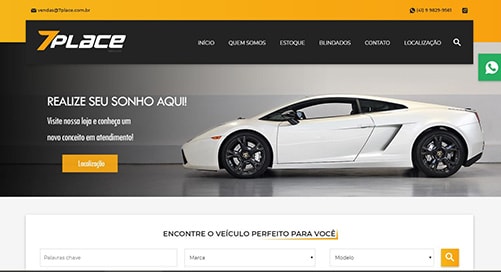 vendas@7place.com.br
(41) 9 9829-9561
7PLACE
INÍCIO QUEM SOMOS ESTOQUE BLINDADOS CONTATO LOCALIZAÇÃO
REALIZE SEU SONHO AQUI!
Visite nossa loja e conheça um
novo conceito em atendimento!
Localização
ENCONTRE O VEÍCULO PERFEITO PARA VOCÊ
Palavras chave Marca Modelo